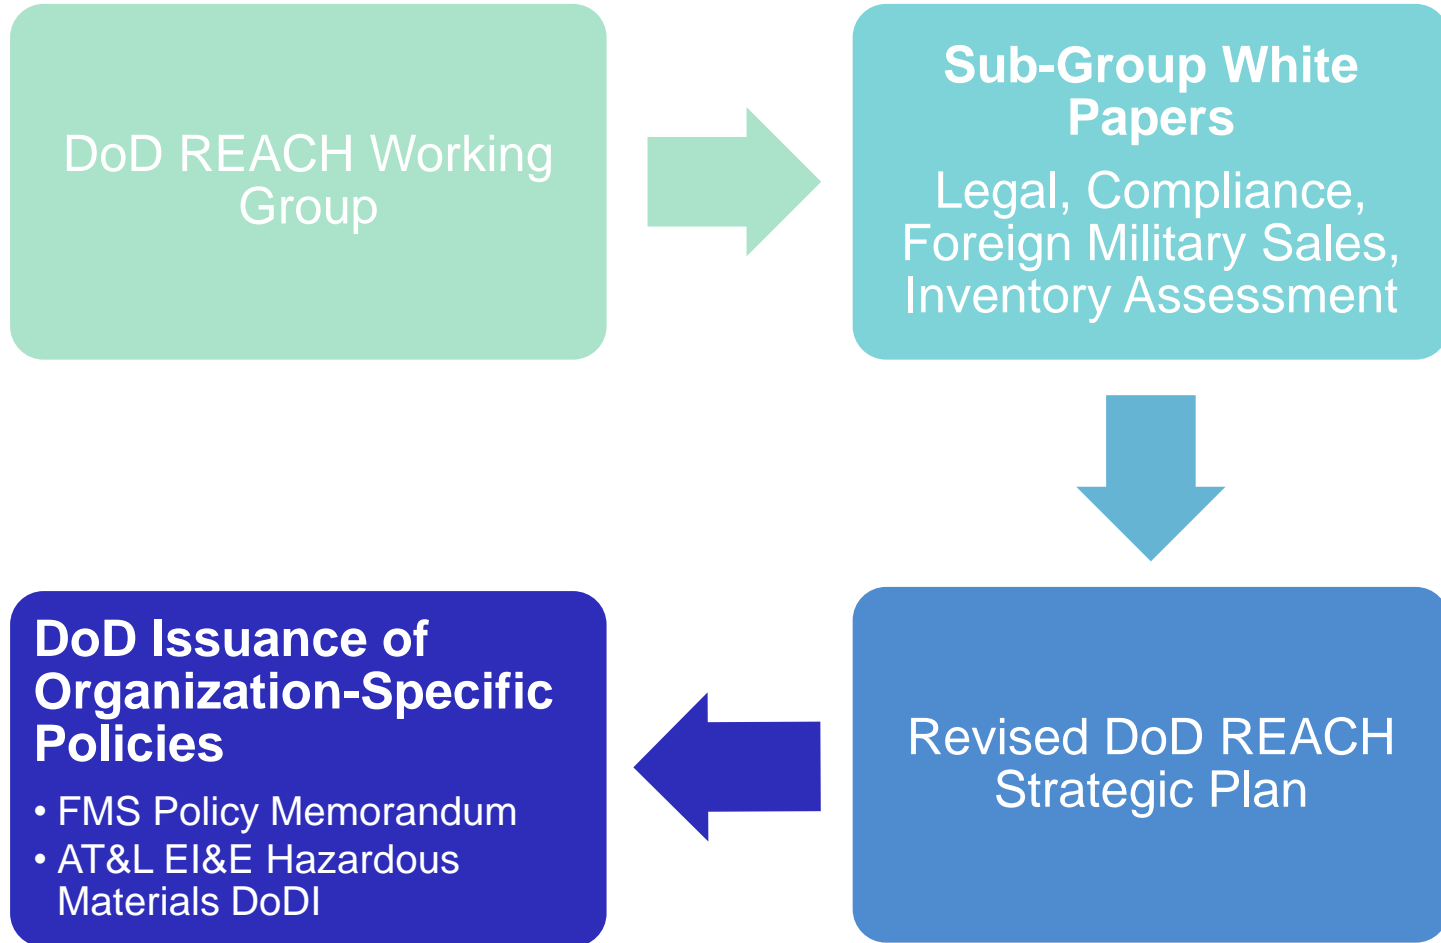 DoD REACH Working
Group
Sub-Group White
Papers
Legal, Compliance,
Foreign Military Sales,
Inventory Assessment
Revised DoD REACH
Strategic Plan
DoD Issuance of
Organization-Specific
Policies
• FMS Policy Memorandum
• AT&L EI&E Hazardous
Materials DoDI